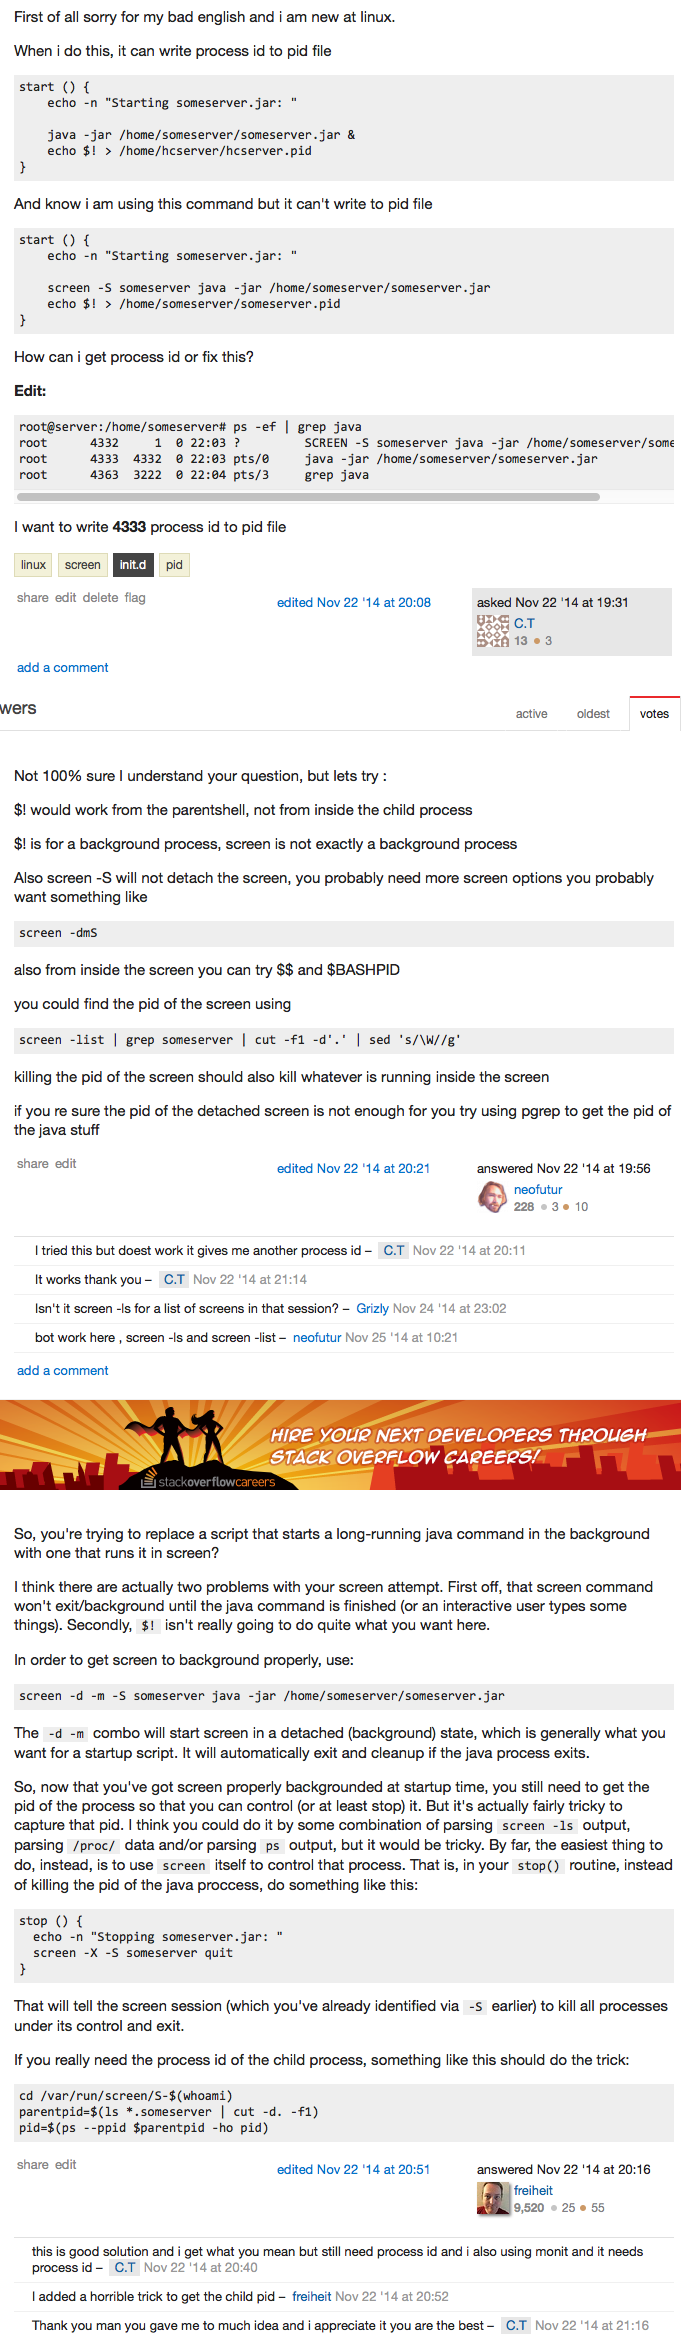 First of all sorry for my bad english and i am new at linux.
When i do this, it can write process id to pid file
start () {
echo -n "Starting someserver.jar: "
java -jar /home/someserver/someserver.jar &
echo $! > /home/hcserver/hcserver.pid
}
And know i am using this command but it can't write to pid file
start () {
echo -n "Starting someserver.jar: "
screen -S someserver java -jar /home/someserver/someserver.jar
echo $! > /home/someserver/someserver.pid
}
How can i get process id or fix this?
Edit:
root@server:/home/someserver# ps -ef | grep java
root 4332 1 0 22:03 ? SCREEN -S someserver java -jar /home/someserver/some
root 4333 4332 0 22:03 pts/0 java -jar /home/someserver/someserver.jar
root 4363 3222 0 22:04 pts/3 grep java
I want to write 4333 process id to pid file
linux screen init.d pid
share edit delete flag edited Nov 22 '14 at 20:08 asked Nov 22 '14 at 19:31
C.T
13 3
add a comment
wers active oldest votes
Not 100% sure I understand your question, but lets try :
$! would work from the parentshell, not from inside the child process
$! is for a background process, screen is not exactly a background process
Also screen -S will not detach the screen, you probably need more screen options you probably
want something like
screen -dmS
also from inside the screen you can try $$ and $BASHPID
you could find the pid of the screen using
screen -list | grep someserver | cut -f1 -d'.' | sed 's/\W//g'
killing the pid of the screen should also kill whatever is running inside the screen
if you re sure the pid of the detached screen is not enough for you try using pgrep to get the pid of
the java stuff
share edit edited Nov 22 '14 at 20:21 answered Nov 22 '14 at 19:56
neofutur
228 3 10
I tried this but doest work it gives me another process id – C.T Nov 22 '14 at 20:11
It works thank you – C.T Nov 22 '14 at 21:14
Isn't it screen -ls for a list of screens in that session? – Grizly Nov 24 '14 at 23:02
bot work here , screen -ls and screen -list – neofutur Nov 25 '14 at 10:21
add a comment
HIRE YOUR NEXT DEVELOPERS THROUGH
STACK OVERFLOW CAREERS!
stackoverflowcareers
So, you're trying to replace a script that starts a long-running java command in the background
with one that runs it in screen?
I think there are actually two problems with your screen attempt. First off, that screen command
won't exit/background until the java command is finished (or an interactive user types some
things). Secondly, $! isn't really going to do quite what you want here.
In order to get screen to background properly, use:
screen -d -m -S someserver java -jar /home/someserver/someserver.jar
The -d -m combo will start screen in a detached (background) state, which is generally what you
want for a startup script. It will automatically exit and cleanup if the java process exits.
So, now that you've got screen properly backgrounded at startup time, you still need to get the
pid of the process so that you can control (or at least stop) it. But it's actually fairly tricky to
capture that pid. I think you could do it by some combination of parsing screen -ls output,
parsing /proc/ data and/or parsing ps output, but it would be tricky. By far, the easiest thing to
do, instead, is to use screen itself to control that process. That is, in your stop() routine, instead
of killing the pid of the java proccess, do something like this:
stop () {
echo -n "Stopping someserver.jar: "
screen -X -S someserver quit
}
That will tell the screen session (which you've already identified via -S earlier) to kill all processes
under its control and exit.
If you really need the process id of the child process, something like this should do the trick:
cd /var/run/screen/S-$(whoami)
parentpid=$(ls *.someserver | cut -d. -f1)
pid=$(ps --ppid $parentpid -ho pid)
share edit edited Nov 22 '14 at 20:51 answered Nov 22 '14 at 20:16
freiheit
9,520 25 55
this is good solution and i get what you mean but still need process id and i also using monit and it needs
process id – C.T Nov 22 '14 at 20:40
I added a horrible trick to get the child pid – freiheit Nov 22 '14 at 20:52
Thank you man you gave me to much idea and i appreciate it you are the best – C.T Nov 22 '14 at 21:16